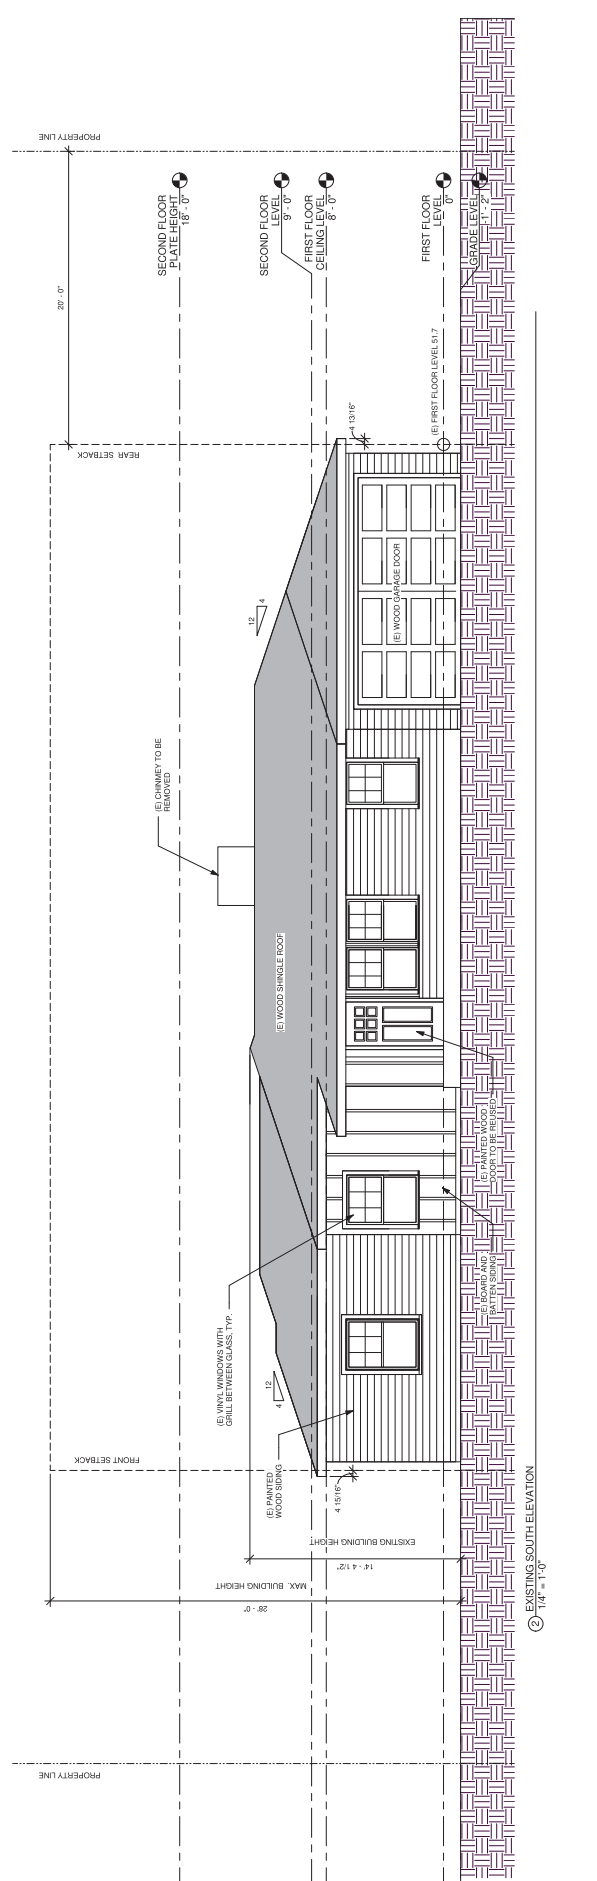 PROPERTY LINE
20' - 0"
REAR SETBACK
SECOND FLOOR
PLATE HEIGHT
18' - 0"
SECOND FLOOR
LEVEL
9' - 0"
FIRST FLOOR
CEILING LEVEL
8' - 0"
FIRST FLOOR
LEVEL
0"
GRADE LEVEL
-1' - 2"
(E) FIRST FLOOR LEVEL 51.7
4 13/16"
12
4
(E) WOOD GARAGE DOOR
(E) CHINMEY TO BE
REMOVED
(E) WOOD SHINGLE ROOF
(E) PAINTED WOOD
DOOR TO BE REUSED
(E) BOARD AND
BATTEN SIDING
(E) VINYL WINDOWS WITH
GRILL BETWEEN GLASS, TYP.
12
4
(E) PAINTED
WOOD SIDING
4 15/16"
FRONT SETBACK
EXISTING BUILDING HEIGHT
14' - 4 1/2"
MAX. BUILDING HEIGHT
28' - 0"
PROPERTY LINE
2
EXISTING SOUTH ELEVATION
1/4" = 1'-0"